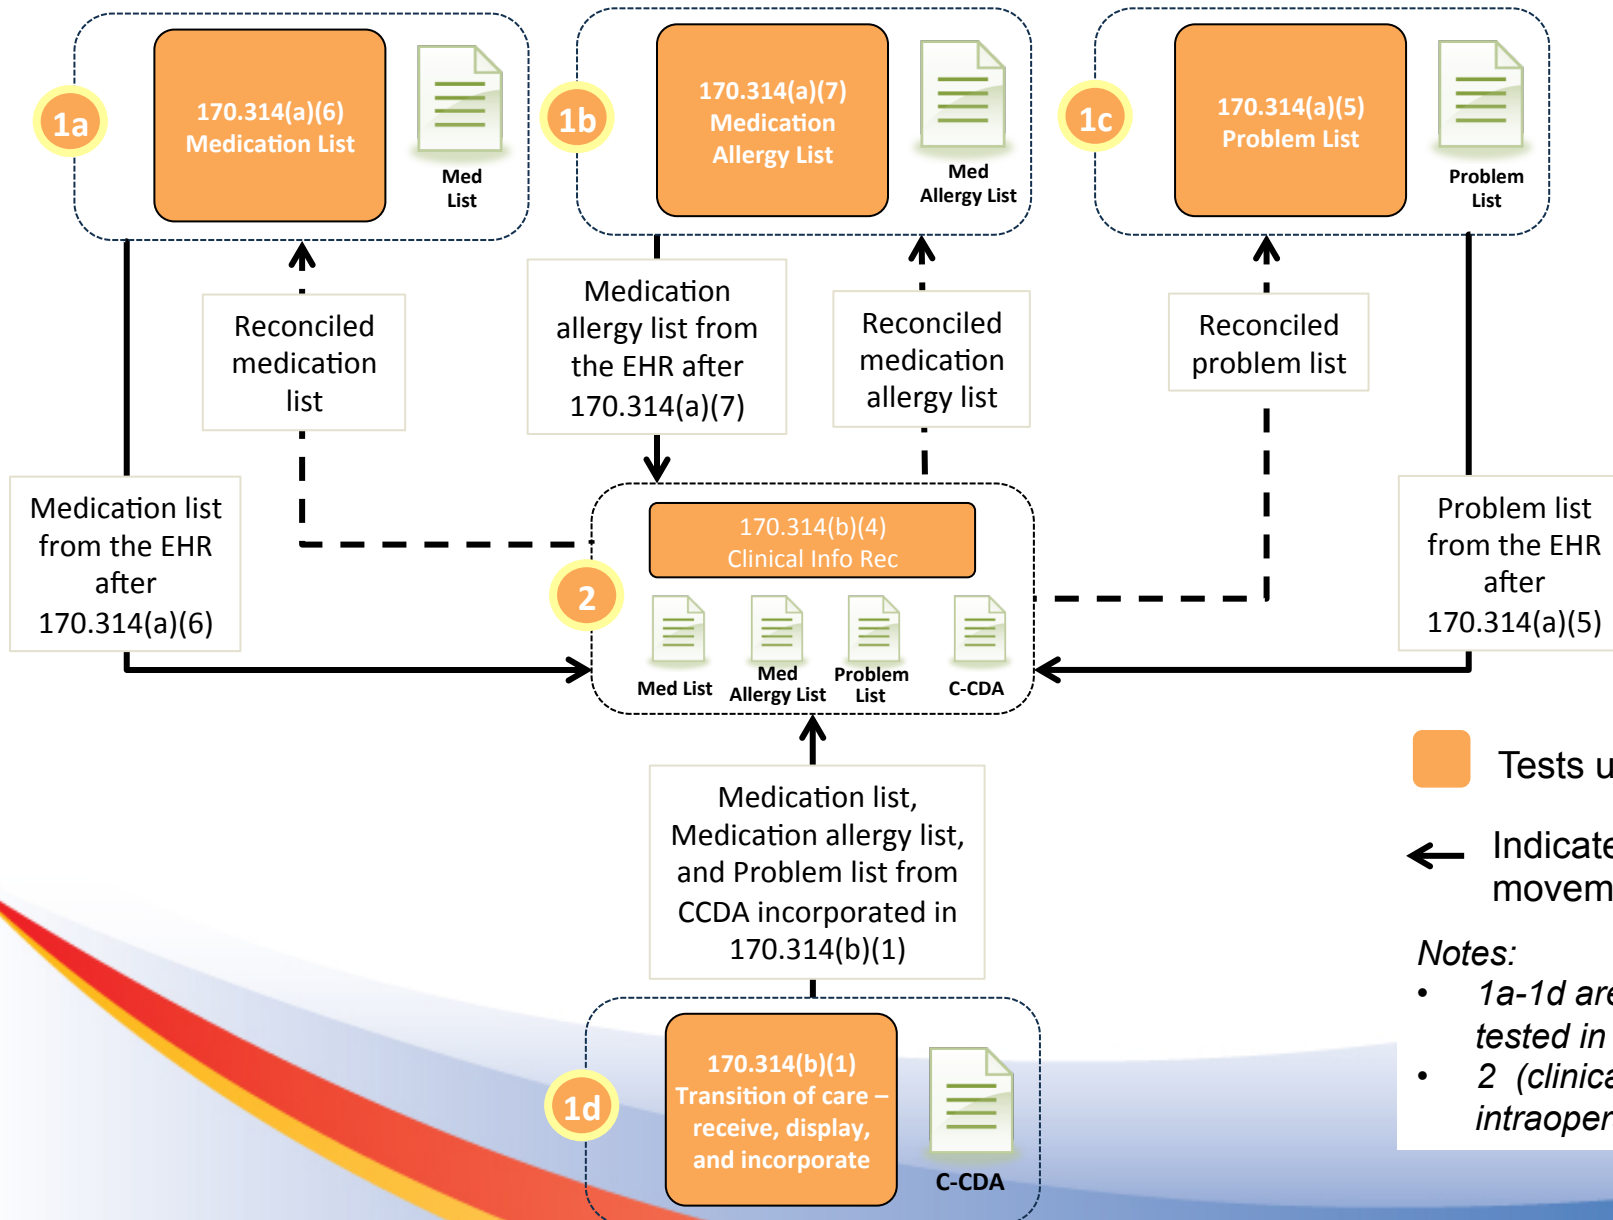 1a
170.314(a)(6)
Medication List
Med
List
1b
170.314(a)(7)
Medication
Allergy List
Med
Allergy List
1c
170.314(a)(5)
Problem List
Problem
List
Reconciled
medication
list
Medication
allergy list from
the EHR after
170.314(a)(7)
Reconciled
medication
allergy list
Reconciled
problem list
Medication list
from the EHR
after
170.314(a)(6)
Problem list
from the EHR
after
170.314(a)(5)
2
170.314(b)(4)
Clinical Info Rec
Med List
Med
Allergy List
Problem
List
C-CDA
Medication list,
Medication allergy list,
and Problem list from
CCDA incorporated in
170.314(b)(1)
1d
170.314(b)(1)
Transition of care –
receive, display,
and incorporate
C-CDA
Tests
Notes:
• 1a-1d are
tested in
• 2